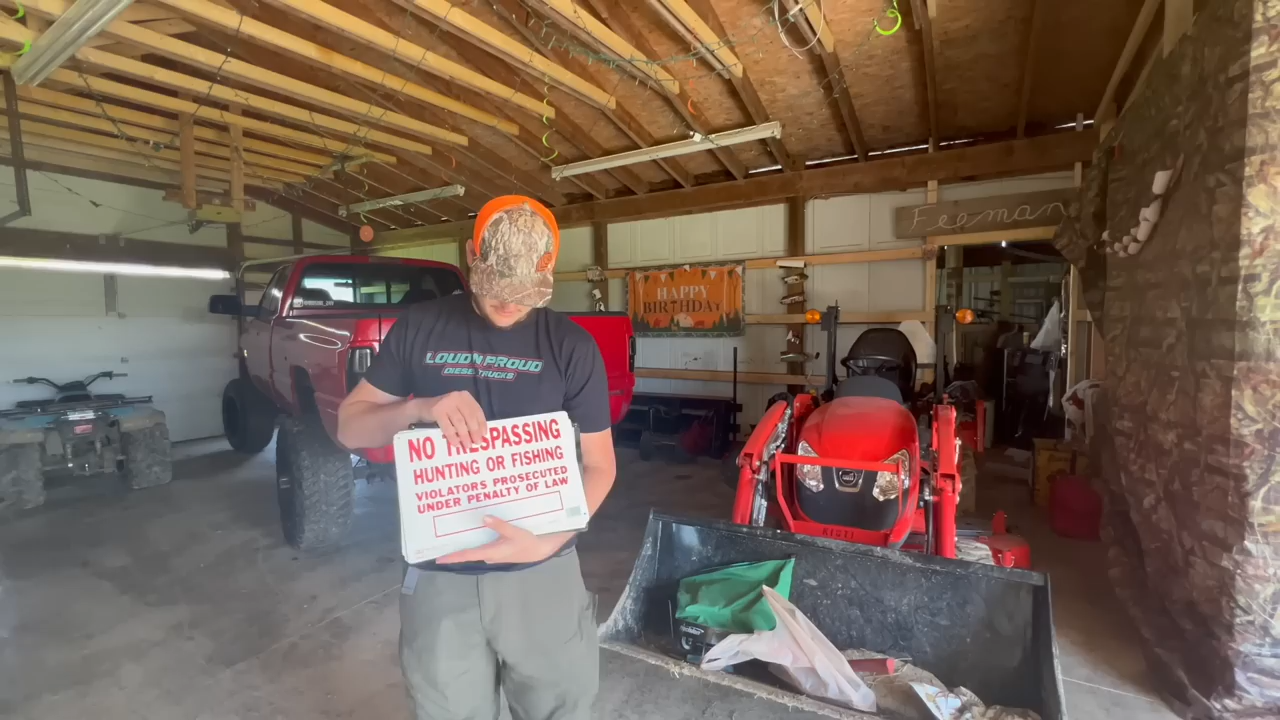 Feeman
HAPPY
BIRTHDAY
LOUD N PROUD
DIESEL TRUCKS
NO TRESPASSING
HUNTING OR FISHING
VIOLATORS PROSECUTED
UNDER PENALTY OF LAW
KIOTI